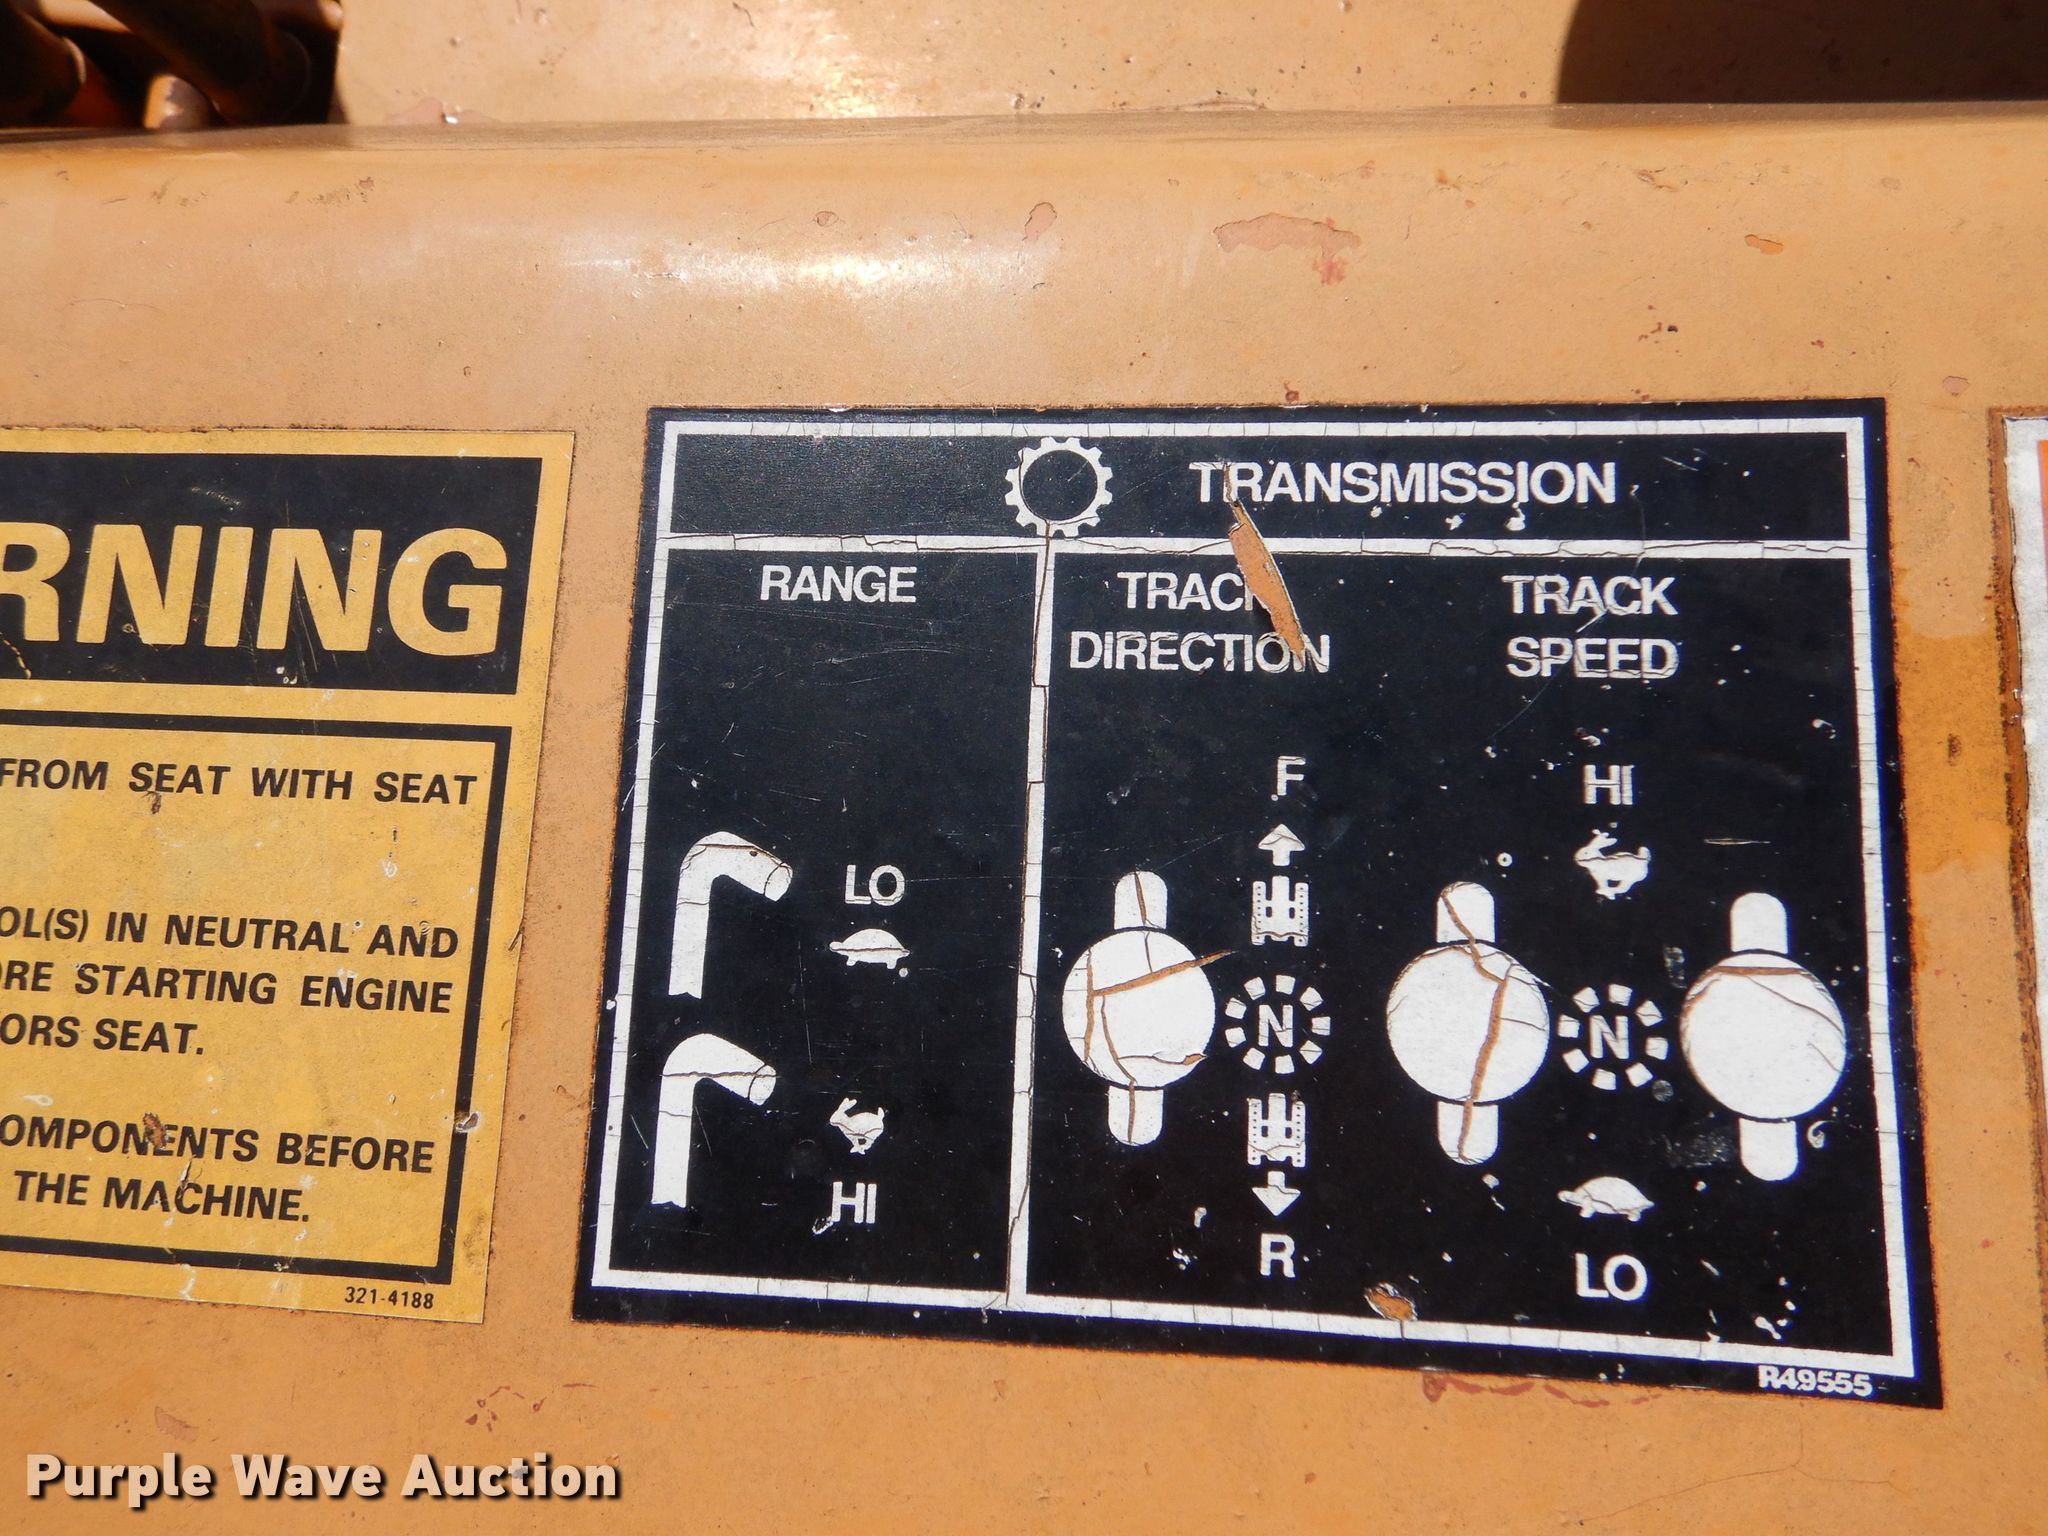 RNING
FROM SEAT WITH SEAT
OL(S) IN NEUTRAL AND
ORE STARTING ENGINE
ORS SEAT.
OMPONENTS BEFORE
THE MACHINE.
321-4188
TRANSMISSION
RANGE
LO
HI
TRACK
DIRECTION
F
N
R
TRACK
SPEED
HI
N
LO
R49555
Purple Wave Auction